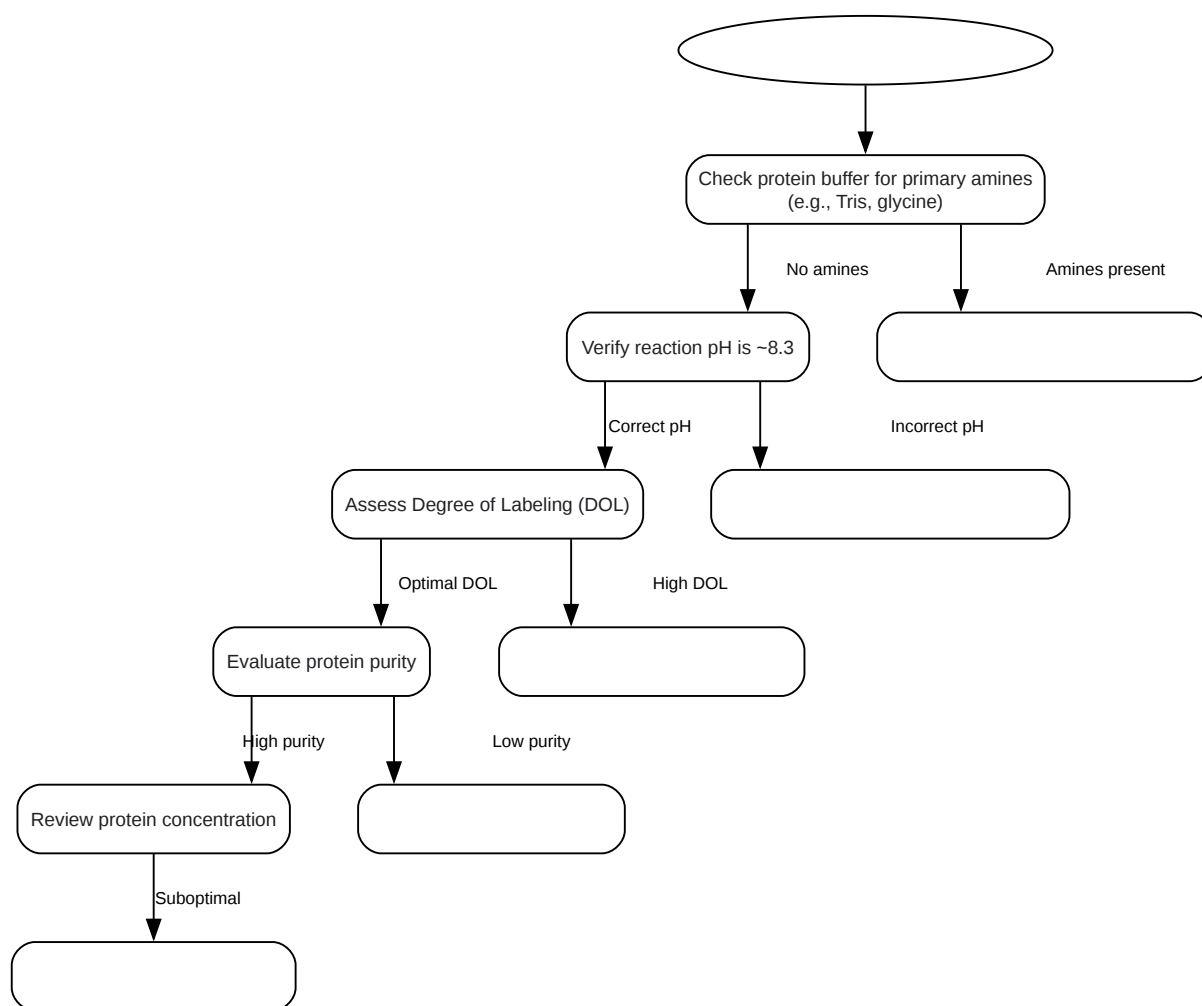 Check protein buffer for primary amines
(e.g., Tris, glycine)
No amines
Amines present
Verify reaction pH is ~8.3
Correct pH
Incorrect pH
Assess Degree of Labeling (DOL)
Optimal DOL
High DOL
Evaluate protein purity
High purity
Low purity
Review protein concentration
Suboptimal